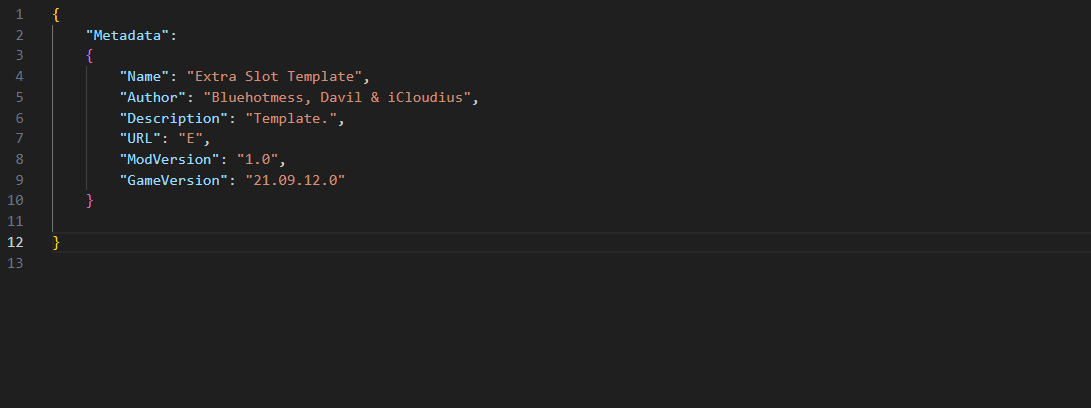 1 {
2 "Metadata":
3 {
4 "Name": "Extra Slot Template",
5 "Author": "Bluehotmess, Davil & iCloudius",
6 "Description": "Template.",
7 "URL": "E",
8 "ModVersion": "1.0",
9 "GameVersion": "21.09.12.0"
10 }
11
12 }
13